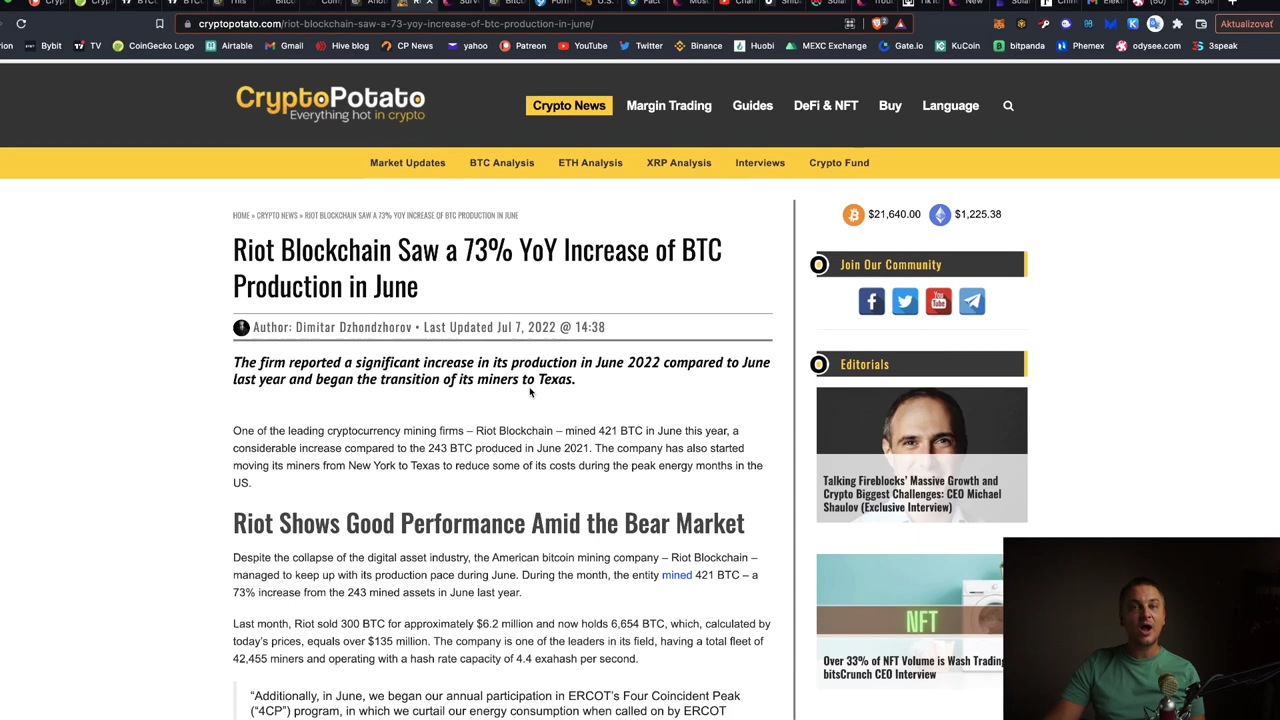 cryptopotato.com/riot-blockchain-saw-a-73-yoy-increase-of-btc-production-in-june/
Aktualizovať
Bybit
TV
CoinGecko Logo
Airtable
Gmail
Hive blog
CP News
yahoo
Patreon
YouTube
Twitter
Binance
Huobi
MEXC Exchange
Gate.io
KuCoin
bitpanda
Phemex
odysee.com
3speak
CryptoPotato
Everything hot in crypto
Crypto News
Margin Trading
Guides
DeFi & NFT
Buy
Language
Market Updates
BTC Analysis
ETH Analysis
XRP Analysis
Interviews
Crypto Fund
HOME » CRYPTO NEWS » RIOT BLOCKCHAIN SAW A 73% YOY INCREASE OF BTC PRODUCTION IN JUNE
Riot Blockchain Saw a 73% YoY Increase of BTC
Production in June
Author: Dimitar Dzhondzhorov • Last Updated Jul 7, 2022 @ 14:38
The firm reported a significant increase in its production in June 2022 compared to June
last year and began the transition of its miners to Texas.
One of the leading cryptocurrency mining firms – Riot Blockchain – mined 421 BTC in June this year, a
considerable increase compared to the 243 BTC produced in June 2021. The company has also started
moving its miners from New York to Texas to reduce some of its costs during the peak energy months in the
US.
Riot Shows Good Performance Amid the Bear Market
Despite the collapse of the digital asset industry, the American bitcoin mining company – Riot Blockchain –
managed to keep up with its production pace during June. During the month, the entity mined 421 BTC – a
73% increase from the 243 mined assets in June last year.
Last month, Riot sold 300 BTC for approximately $6.2 million and now holds 6,654 BTC, which, calculated by
today's prices, equals over $135 million. The company is one of the leaders in its field, having a total fleet of
42,455 miners and operating with a hash rate capacity of 4.4 exahash per second.
“Additionally, in June, we began our annual participation in ERCOT's Four Coincident Peak
(“4CP”) program, in which we curtail our energy consumption when called on by ERCOT
$21,640.00
$1,225.38
Join Our Community
Editorials
Talking Fireblocks' Massive Growth and
Crypto Biggest Challenges: CEO Michael
Shaulov (Exclusive Interview)
NFT
Over 33% of NFT Volume is Wash Trading
bitsCrunch CEO Interview